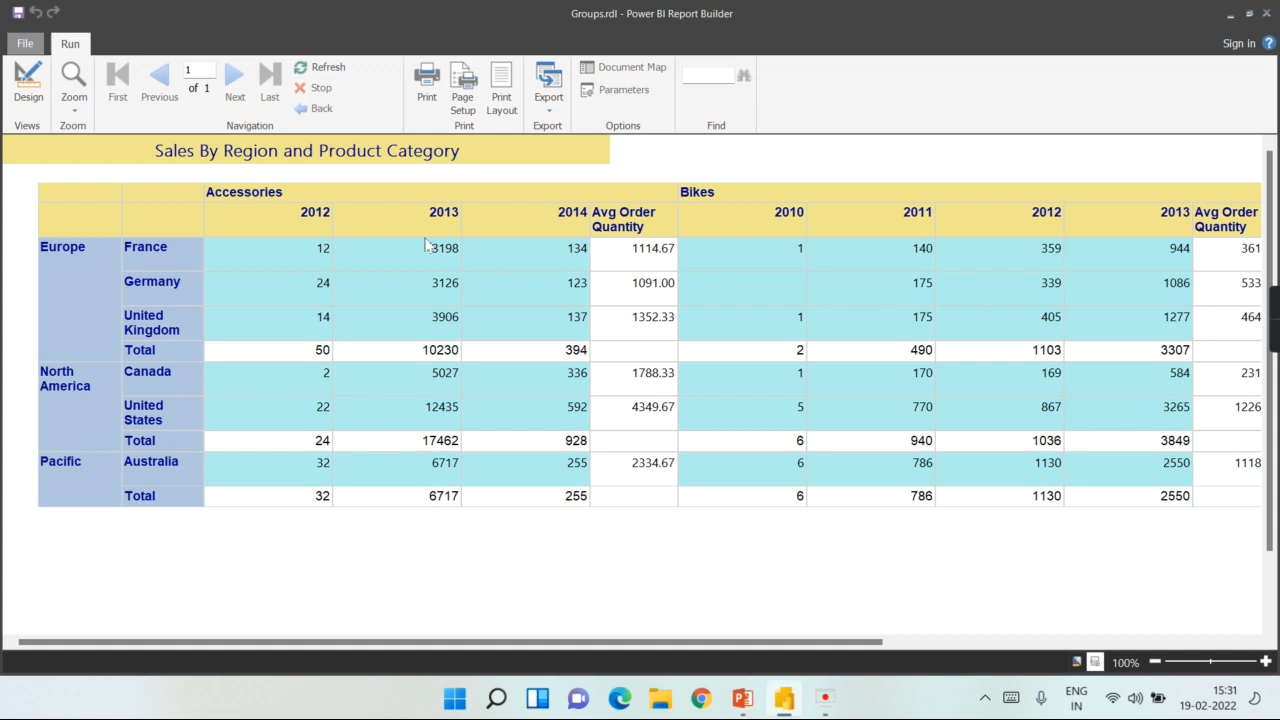 Groups.rdl - Power BI Report Builder
File
Run
Sign in
Design
Zoom
First
Previous
1
of 1
Next
Last
Refresh
Stop
Back
Print
Page Setup
Print Layout
Export
Document Map
Parameters
Views
Zoom
Navigation
Print
Export
Options
Find
Sales By Region and Product Category
Accessories Bikes
2012 2013 2014 Avg Order Quantity 2010 2011 2012 2013 Avg Order Quantity
Europe France 12 3198 134 1114.67 1 140 359 944 361
Germany 24 3126 123 1091.00 175 339 1086 533
United Kingdom 14 3906 137 1352.33 1 175 405 1277 464
Total 50 10230 394 2 490 1103 3307
North America Canada 2 5027 336 1788.33 1 170 169 584 231
United States 22 12435 592 4349.67 5 770 867 3265 1226
Total 24 17462 928 6 940 1036 3849
Pacific Australia 32 6717 255 2334.67 6 786 1130 2550 1118
Total 32 6717 255 6 786 1130 2550
100%
ENG
IN
15:31
19-02-2022